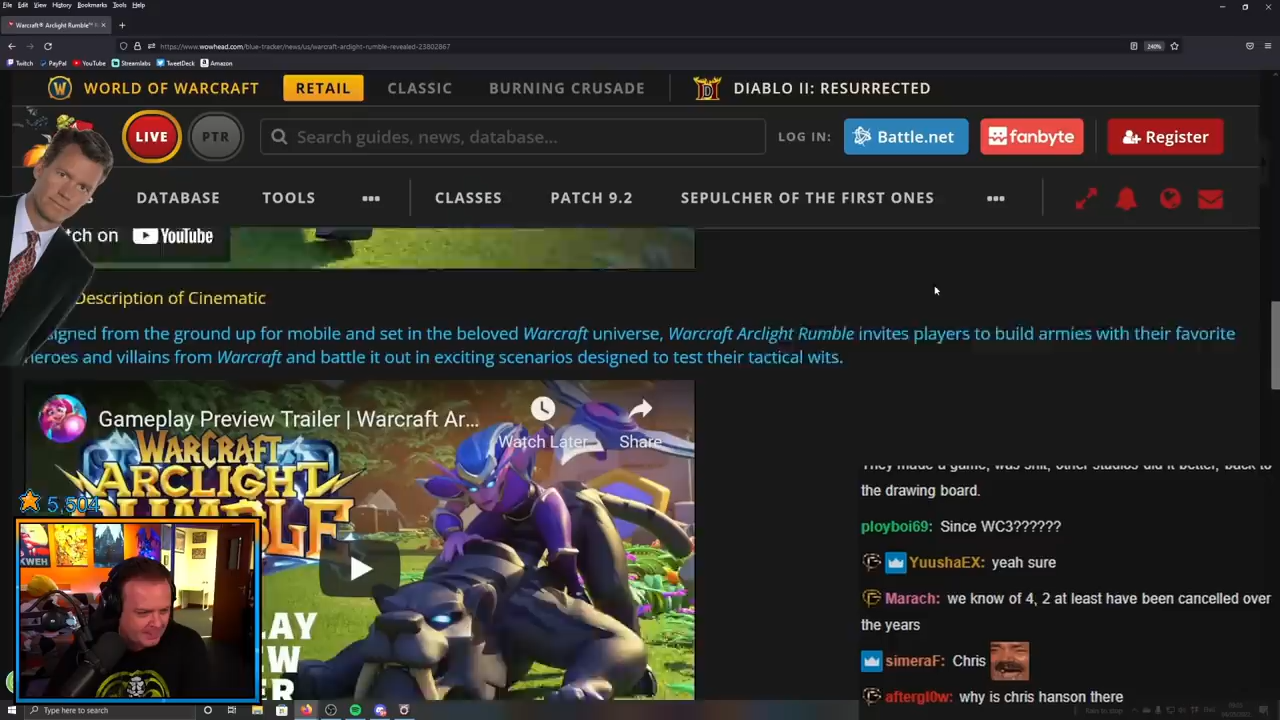 File Edit View History Bookmarks Tools Help
Warcraft® Arclight Rumble™
https://www.wowhead.com/blue-tracker/news/us/warcraft-arclight-rumble-revealed-23802867
240%
Twitch PayPal YouTube Streamlabs TweetDeck Amazon
WORLD OF WARCRAFT RETAIL CLASSIC BURNING CRUSADE DIABLO II: RESURRECTED
LIVE PTR Search guides, news, database... LOG IN: Battle.net fanbyte Register
DATABASE TOOLS ••• CLASSES PATCH 9.2 SEPULCHER OF THE FIRST ONES •••
YouTube
Description of Cinematic
from the ground up for mobile and set in the beloved Warcraft universe, Warcraft Arclight Rumble invites players to build armies with their favorite
and villains from Warcraft and battle it out in exciting scenarios designed to test their tactical wits.
Gameplay Preview Trailer | Warcraft Ar...
Watch Later Share
WARCRAFT
ARCLIGHT
RUMBLE
5,504
KWEH
They made a game, was shit, other studios did it better, back to
the drawing board.
ployboi69: Since WC3??????
YuushaEX: yeah sure
Marach: we know of 4, 2 at least have been cancelled over
the years
simeraF: Chris
aftergl0w: why is chris hanson there
Type here to search